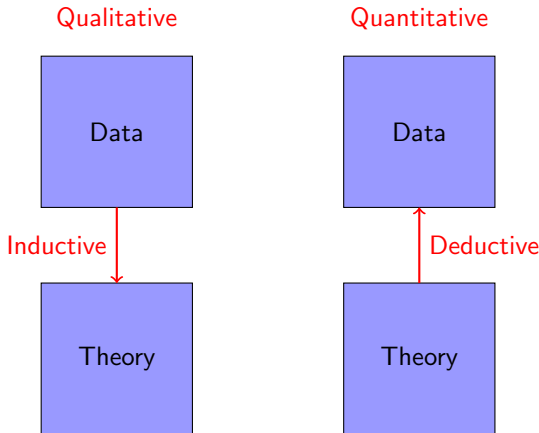 Qualitative
Quantitative
Data
Data
Inductive
Deductive
Theory
Theory